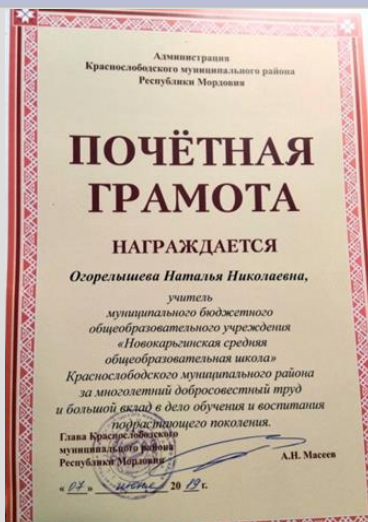 Администрация
Краснослободского муниципального района
Республики Мордовия
ПОЧЁТНАЯ
ГРАМОТА
НАГРАЖДАЕТСЯ
Огорелышева Наталья Николаевна,
учитель
муниципального бюджетного
общеобразовательного учреждения
«Новокарьгинская средняя
общеобразовательная школа»
Краснослободского муниципального района
за многолетний добросовестный труд
и большой вклад в дело обучения и воспитания
подрастающего поколения.
Глава Краснослободского
муниципального района
Республики Мордовия
А.Н. Масеев
« 07 » 20 19 г.